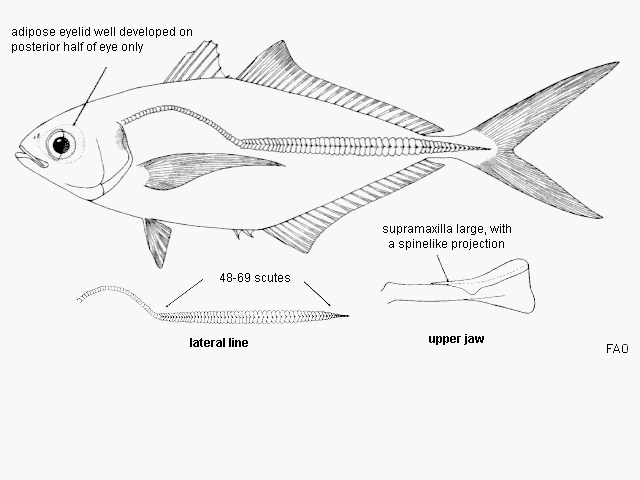 adipose eyelid well developed on
posterior half of eye only
supramaxilla large, with
a spinelike projection
48-69 scutes
lateral line
upper jaw
FAO